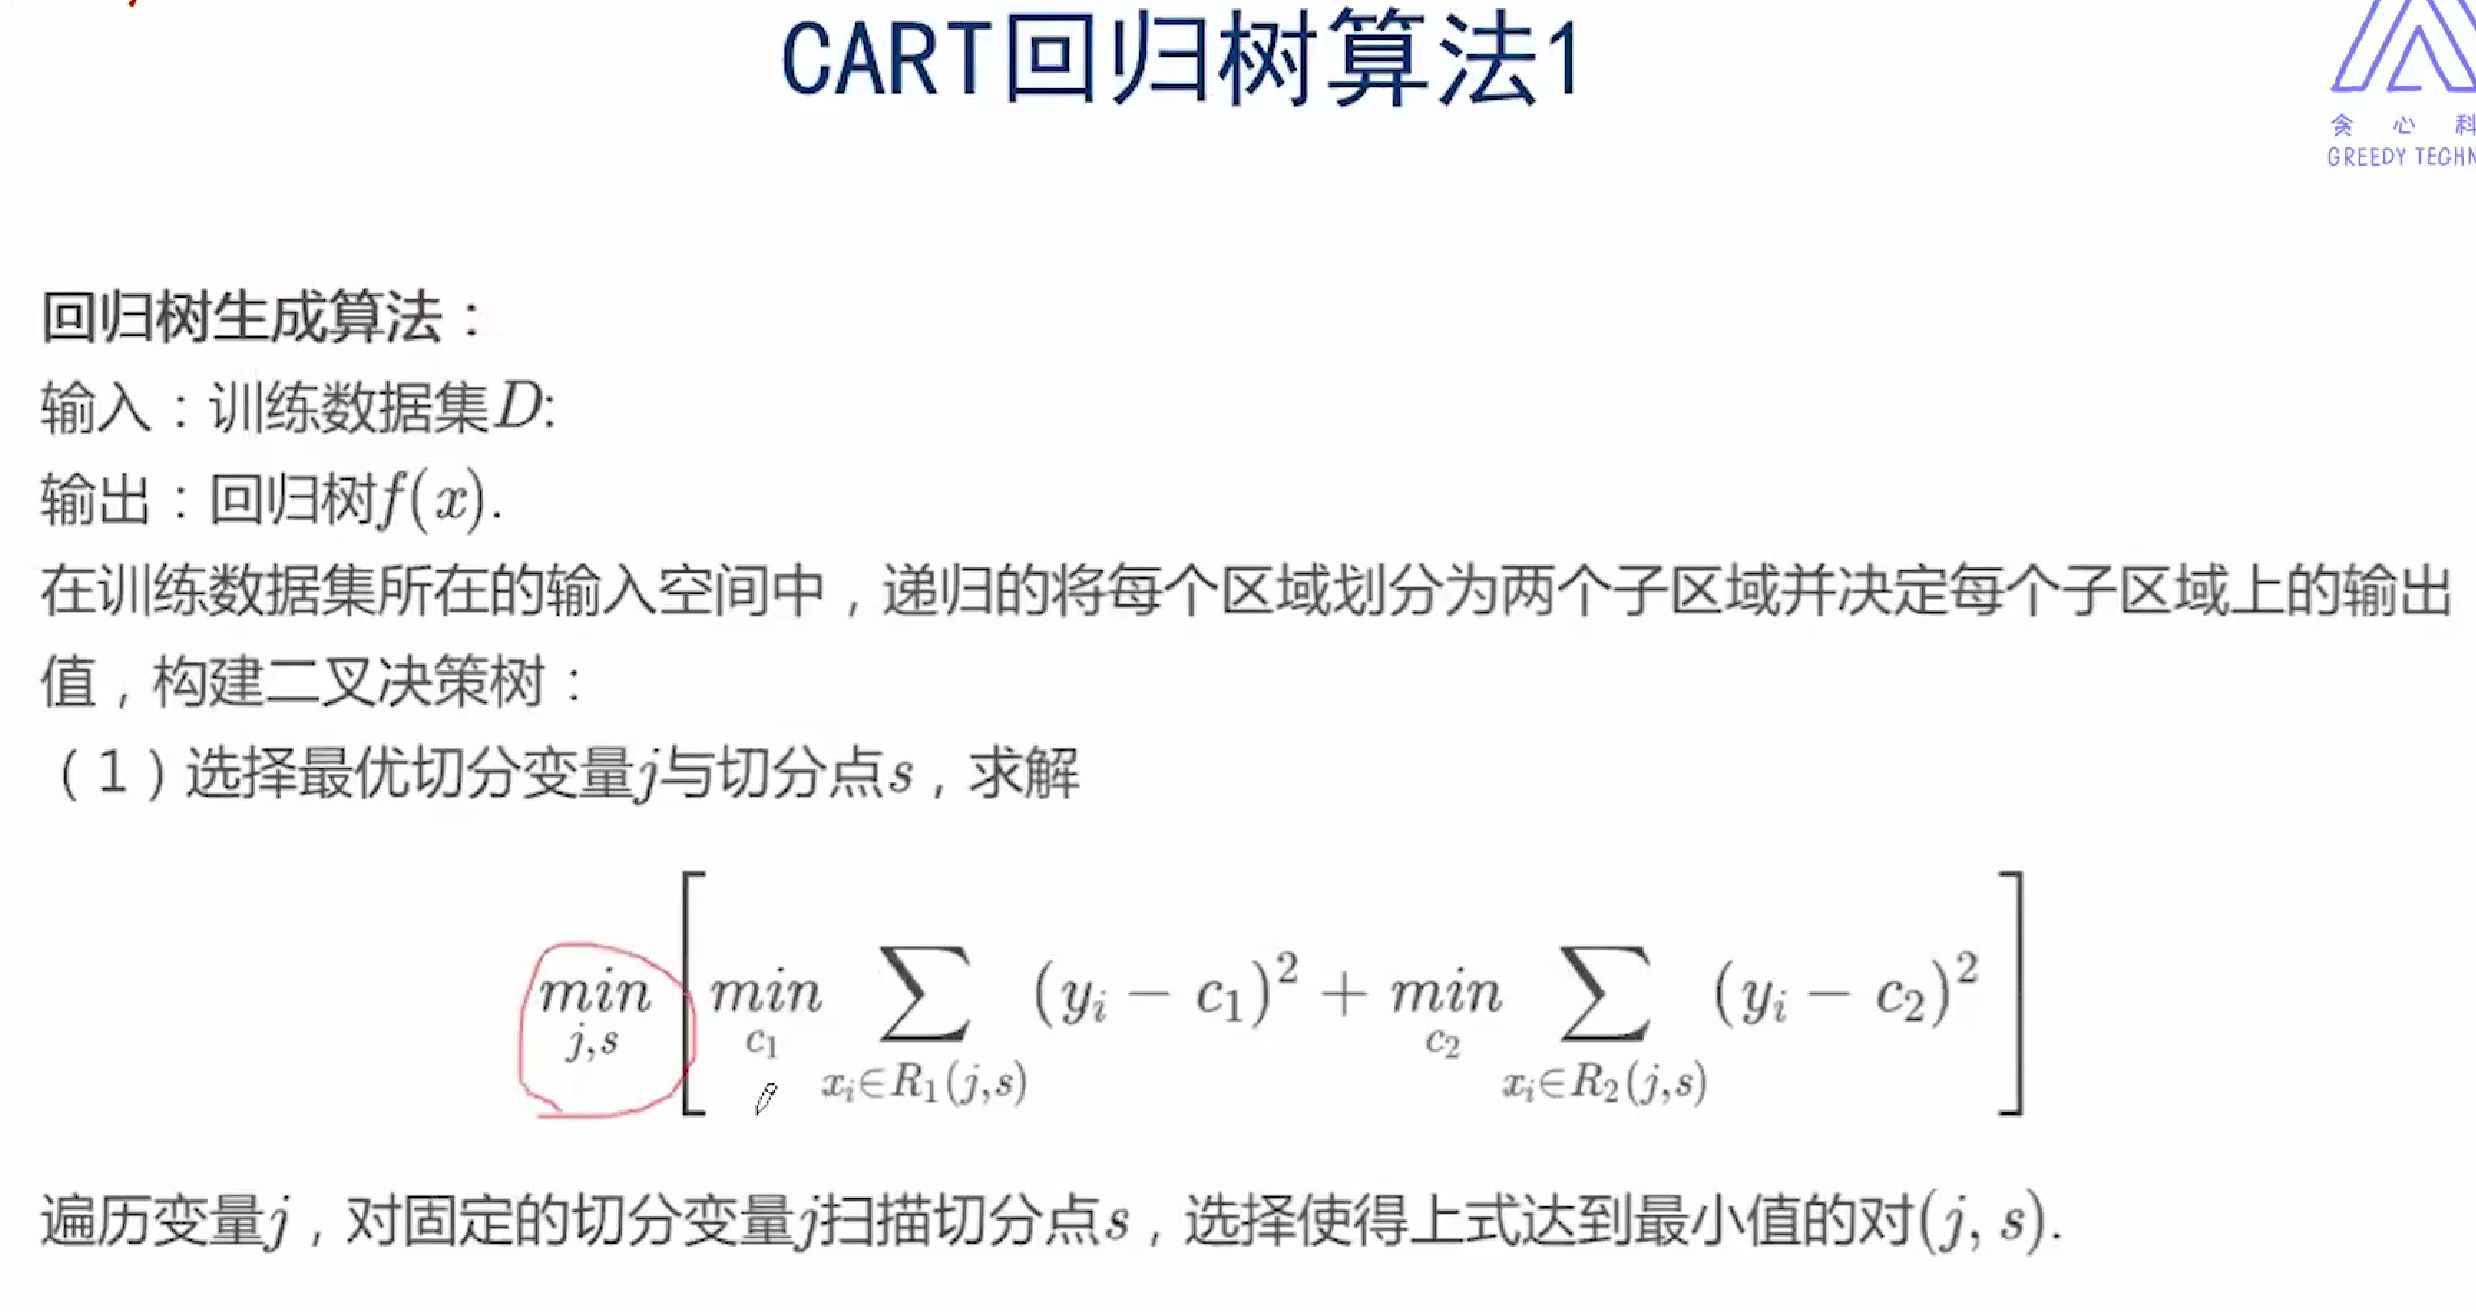 CART回归树算法1
贪 心 科
GREEDY TECHN
回归树生成算法：
输入：训练数据集D:
输出：回归树f(x).
在训练数据集所在的输入空间中，递归的将每个区域划分为两个子区域并决定每个子区域上的输出
值，构建二叉决策树：
（1）选择最优切分变量j与切分点s，求解
min_{j,s} [ min_{c_1} ∑_{x_i∈R_1(j,s)} (y_i − c_1)^2 + min_{c_2} ∑_{x_i∈R_2(j,s)} (y_i − c_2)^2 ]
遍历变量j，对固定的切分变量j扫描切分点s，选择使得上式达到最小值的对(j, s).